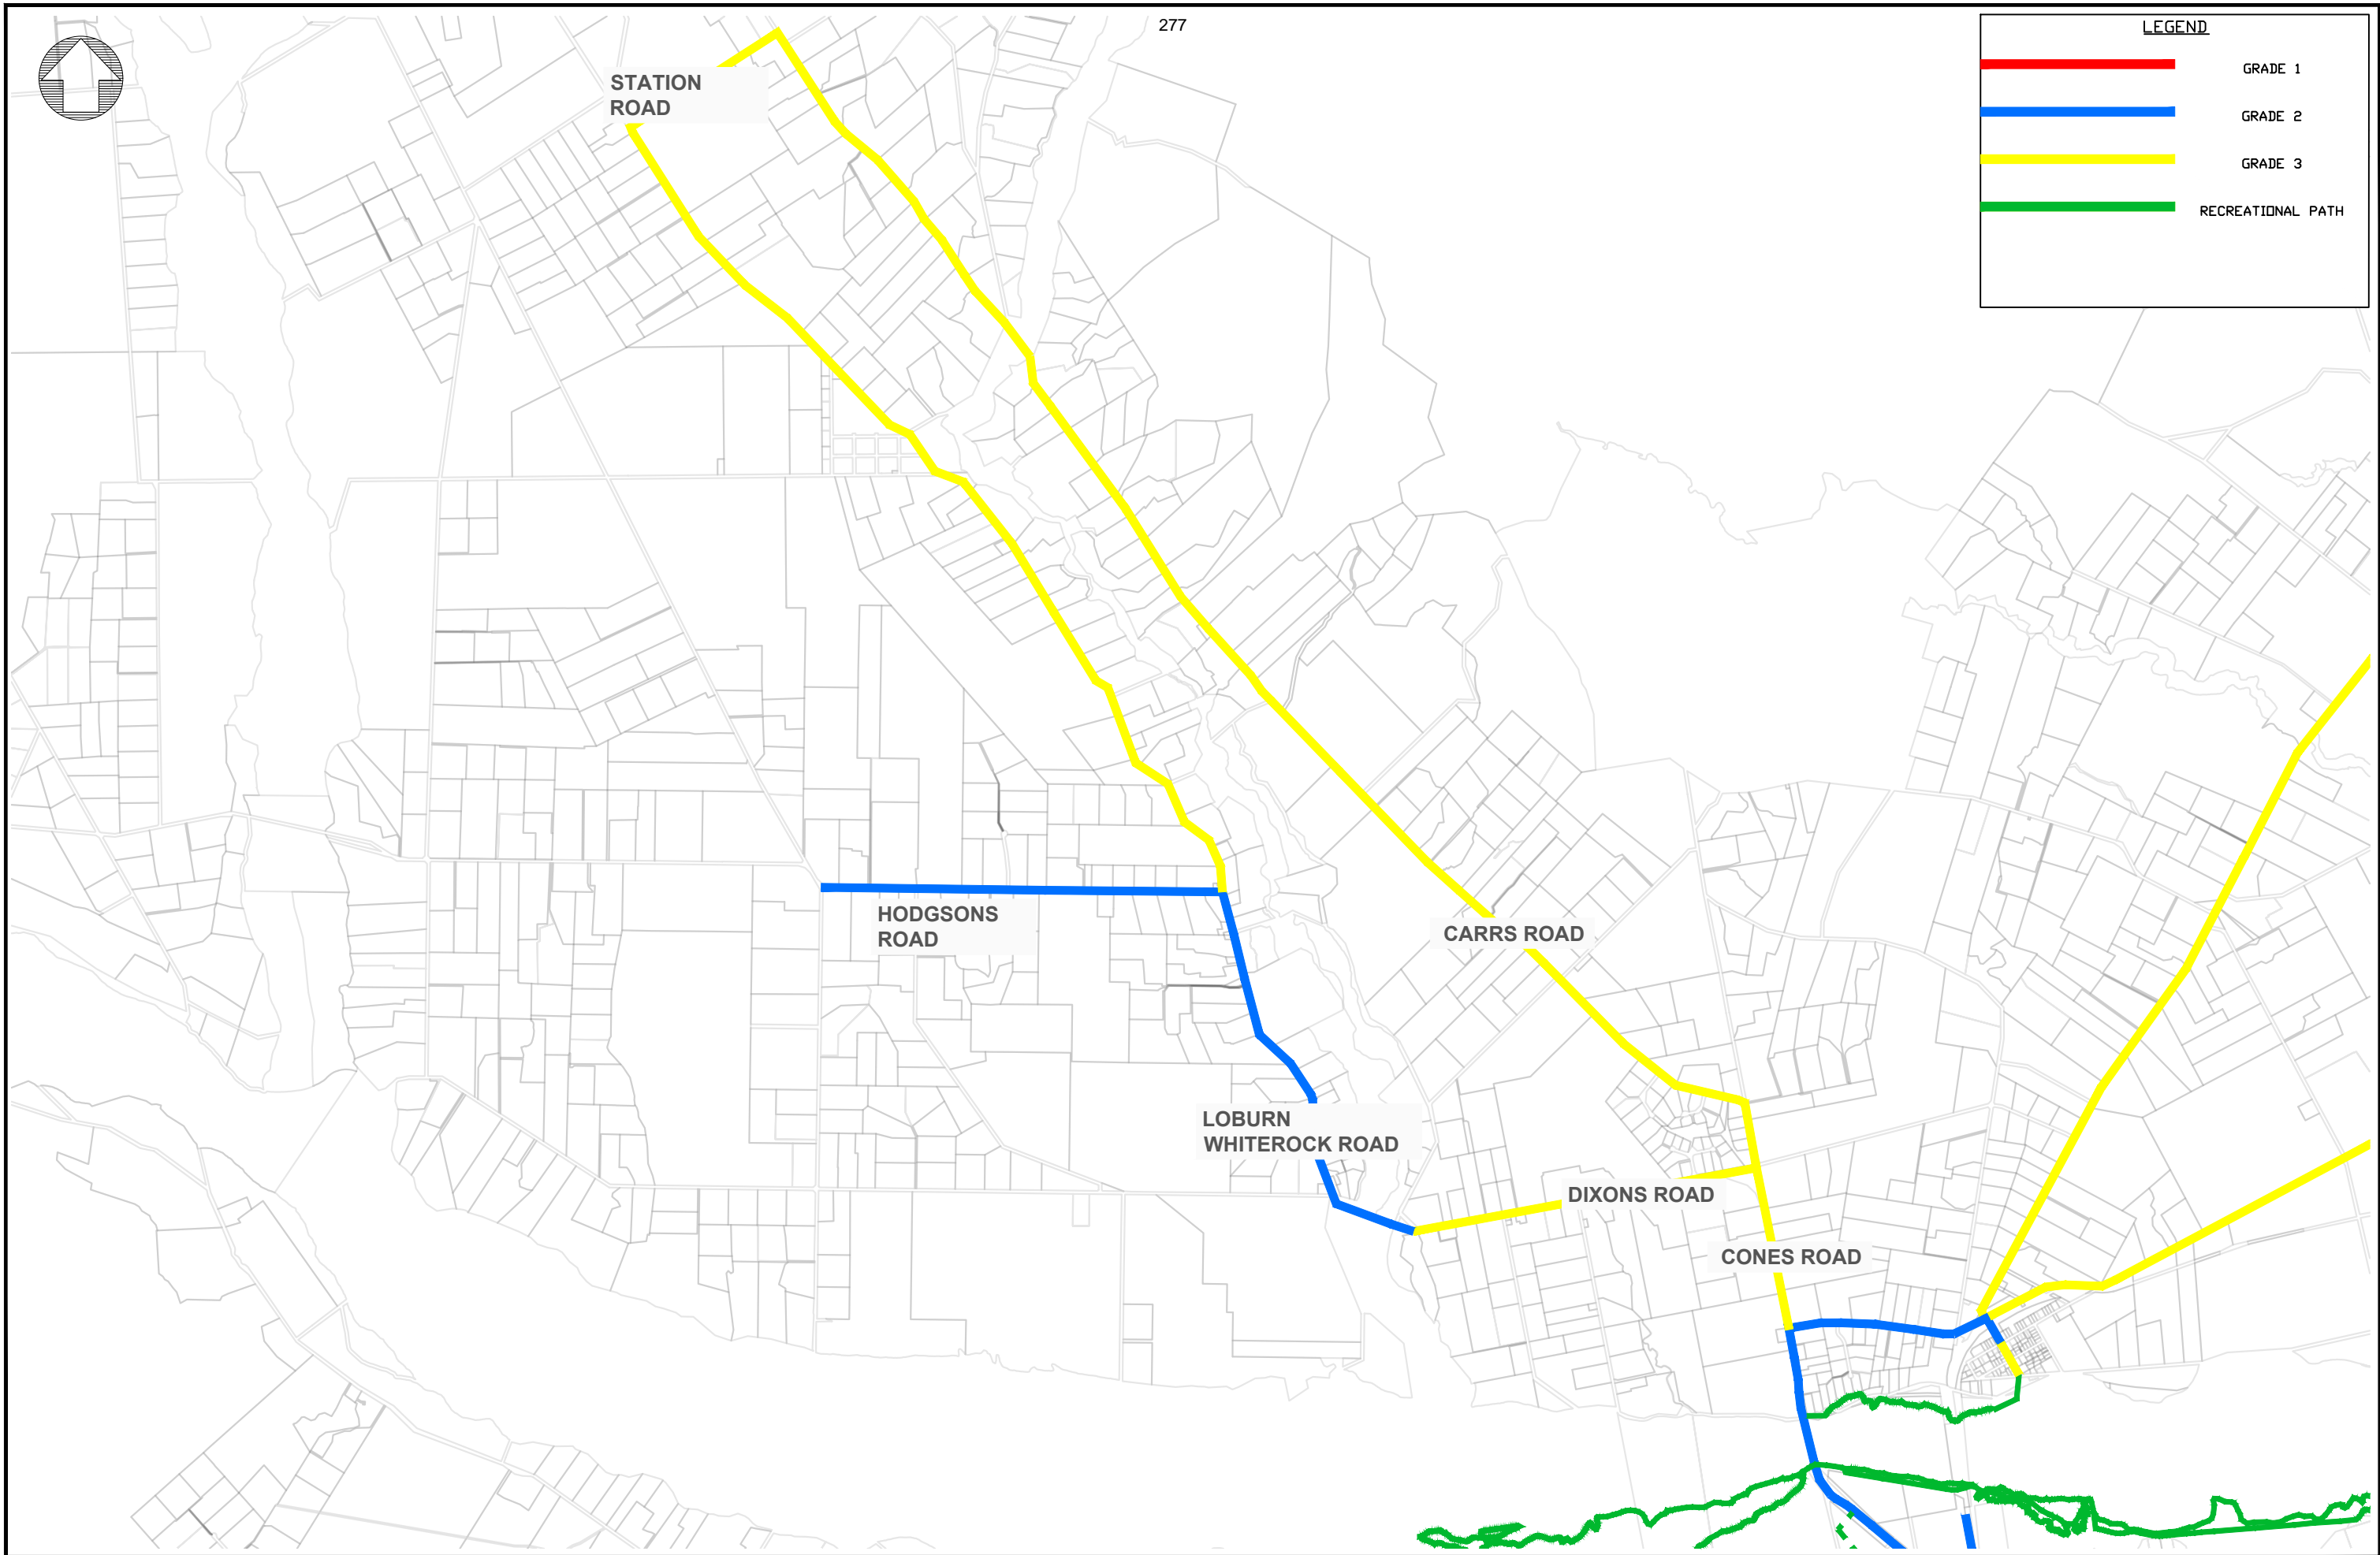 277
LEGEND
GRADE 1
GRADE 2
GRADE 3
RECREATIONAL PATH
STATION
ROAD
HODGSONS
ROAD
CARRS ROAD
LOBURN
WHITEROCK ROAD
DIXONS ROAD
CONES ROAD